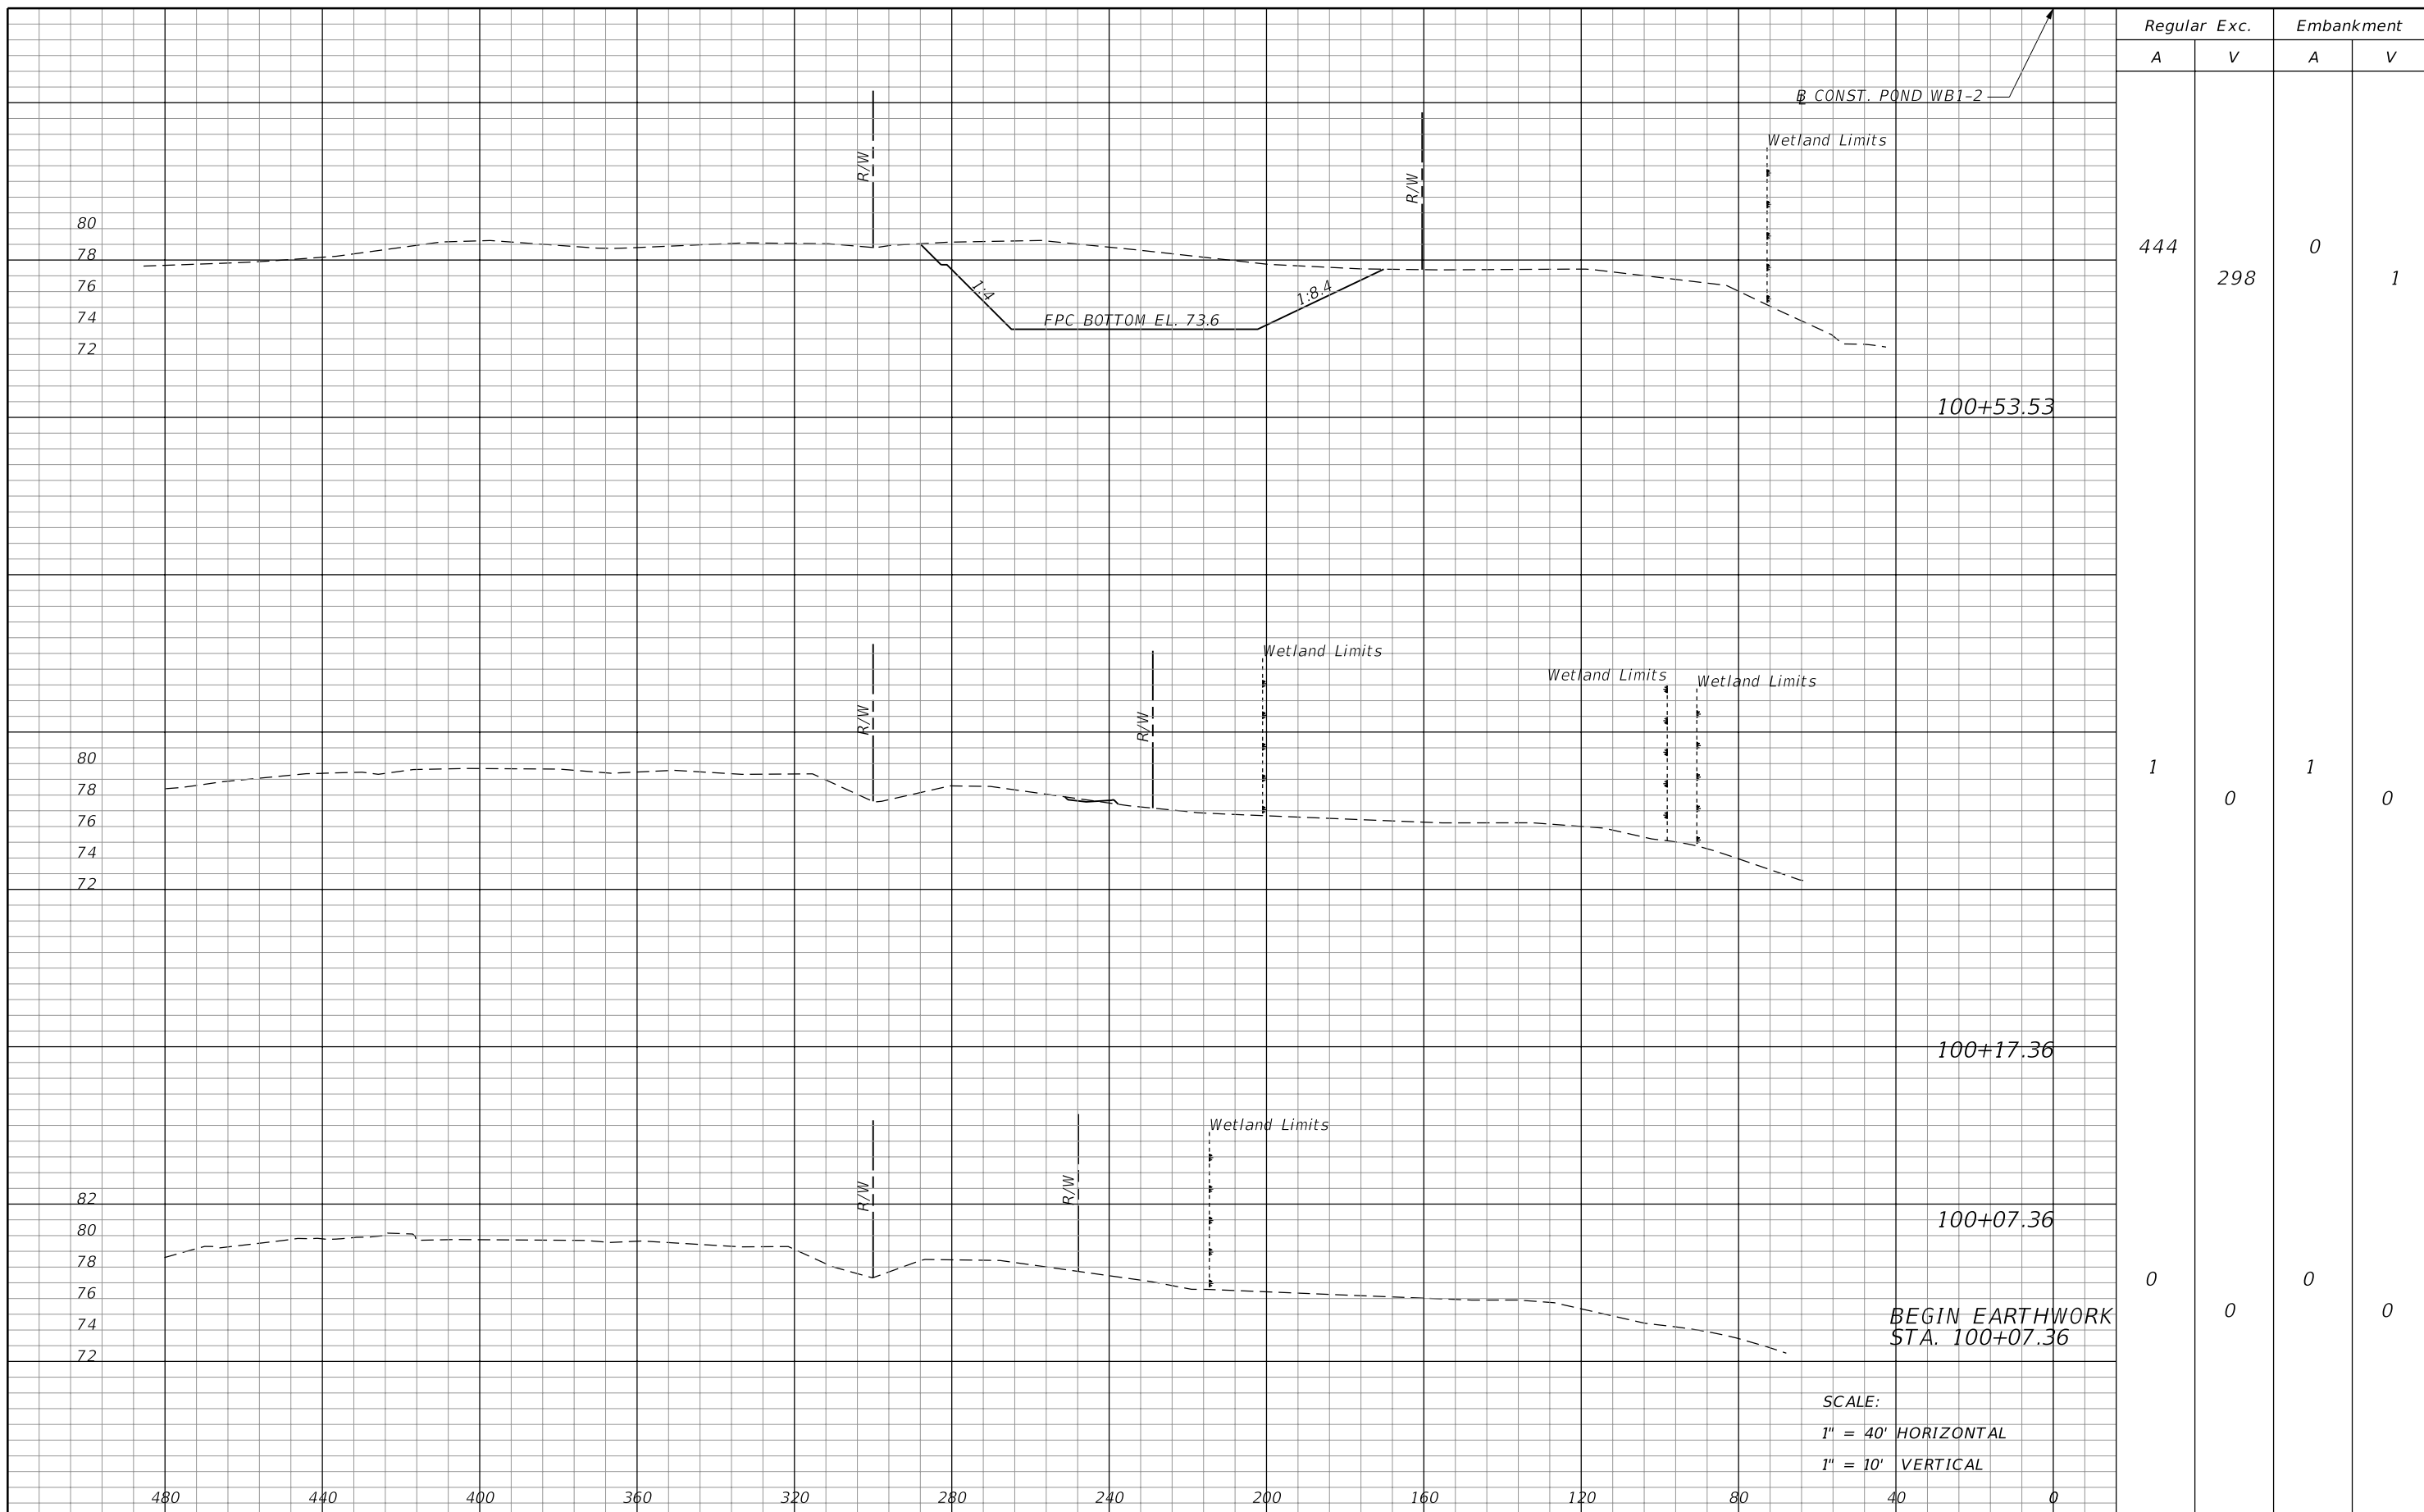 Regular Exc. Embankment
A V A V
℄ CONST. POND WB1-2
Wetland Limits
R/W R/W
80
78
76
74
72
444 0
298 1
1:4
1:8.4
FPC BOTTOM EL. 73.6
100+53.53
Wetland Limits
Wetland Limits
Wetland Limits
R/W R/W
80
78
76
74
72
1 1
0 0
100+17.36
Wetland Limits
R/W R/W
82
80
78
76
74
72
100+07.36
0 0
0 0
BEGIN EARTHWORK
STA. 100+07.36
SCALE:
1" = 40' HORIZONTAL
1" = 10' VERTICAL
480 440 400 360 320 280 240 200 160 120 80 40 0